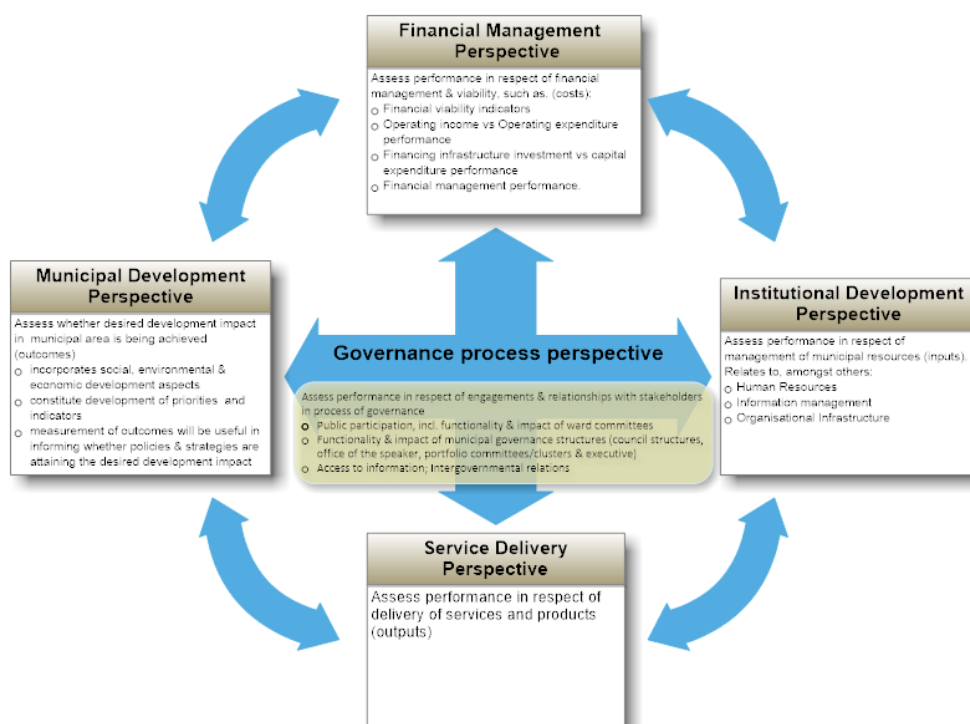 Financial Management
Perspective
Assess performance in respect of financial
management & viability, such as, (costs):
o Financial viability indicators
o Operating income vs Operating expenditure
performance
o Financing infrastructure investment vs capital
expenditure performance
o Financial management performance.
Municipal Development
Perspective
Assess whether desired development impact
in municipal area is being achieved
(outcomes)
o incorporates social, environmental &
economic development aspects
o constitute development of priorities and
indicators
o measurement of outcomes will be useful in
informing whether policies & strategies are
attaining the desired development impact
Governance process perspective
Assess performance in respect of engagements & relationships with stakeholders
in process of governance
o Public participation, incl. functionality & impact of ward committees
o Functionality & impact of municipal governance structures (council structures,
office of the speaker, portfolio committees/clusters & executive)
o Access to information; Intergovernmental relations
Institutional Development
Perspective
Assess performance in respect of
management of municipal resources (inputs).
Relates to, amongst others:
o Human Resources
o Information management
o Organisational Infrastructure
Service Delivery
Perspective
Assess performance in respect of
delivery of services and products
(outputs)